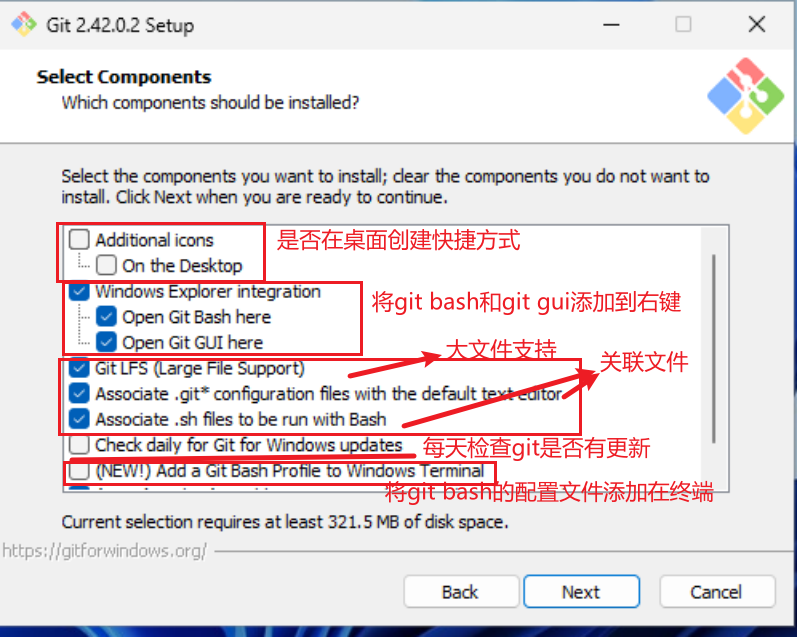 Git 2.42.0.2 Setup
Select Components
Which components should be installed?
Select the components you want to install; clear the components you do not want to
install. Click Next when you are ready to continue.
Additional icons
是否在桌面创建快捷方式
On the Desktop
Windows Explorer integration
将git bash和git gui添加到右键
Open Git Bash here
Open Git GUI here
大文件支持
关联文件
Git LFS (Large File Support)
Associate .git* configuration files with the default text editor
Associate .sh files to be run with Bash
Check daily for Git for Windows updates
每天检查git是否有更新
(NEW!) Add a Git Bash Profile to Windows Terminal
将git bash的配置文件添加在终端
Current selection requires at least 321.5 MB of disk space.
https://gitforwindows.org/
Back
Next
Cancel